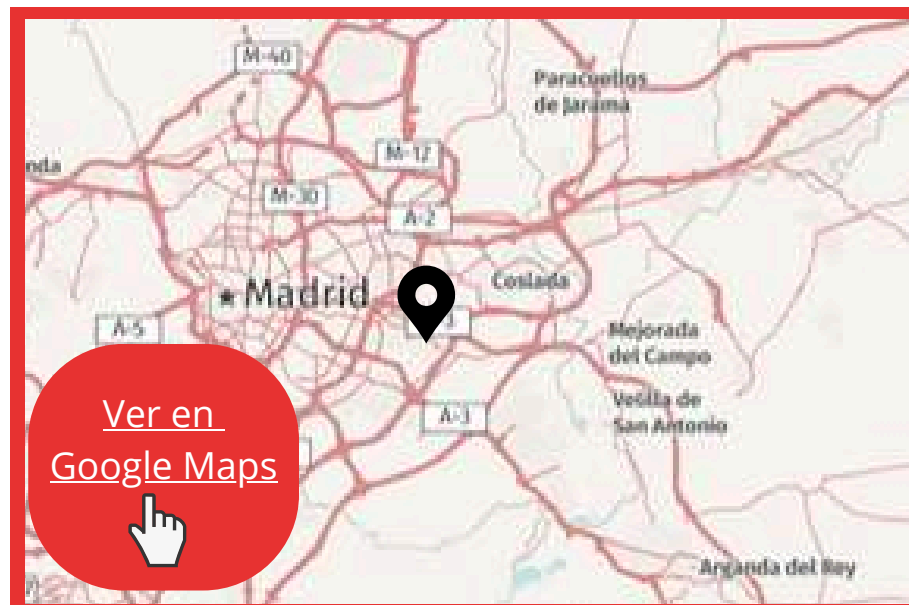 M-40
Paracuellos
de Jarama
nda
M-12
M-30
A-2
Coslada
Madrid
A-5
Mejorada
del Campo
Ver en
Google Maps
Velilla de
San Antonio
A-3
Arganda del Rey